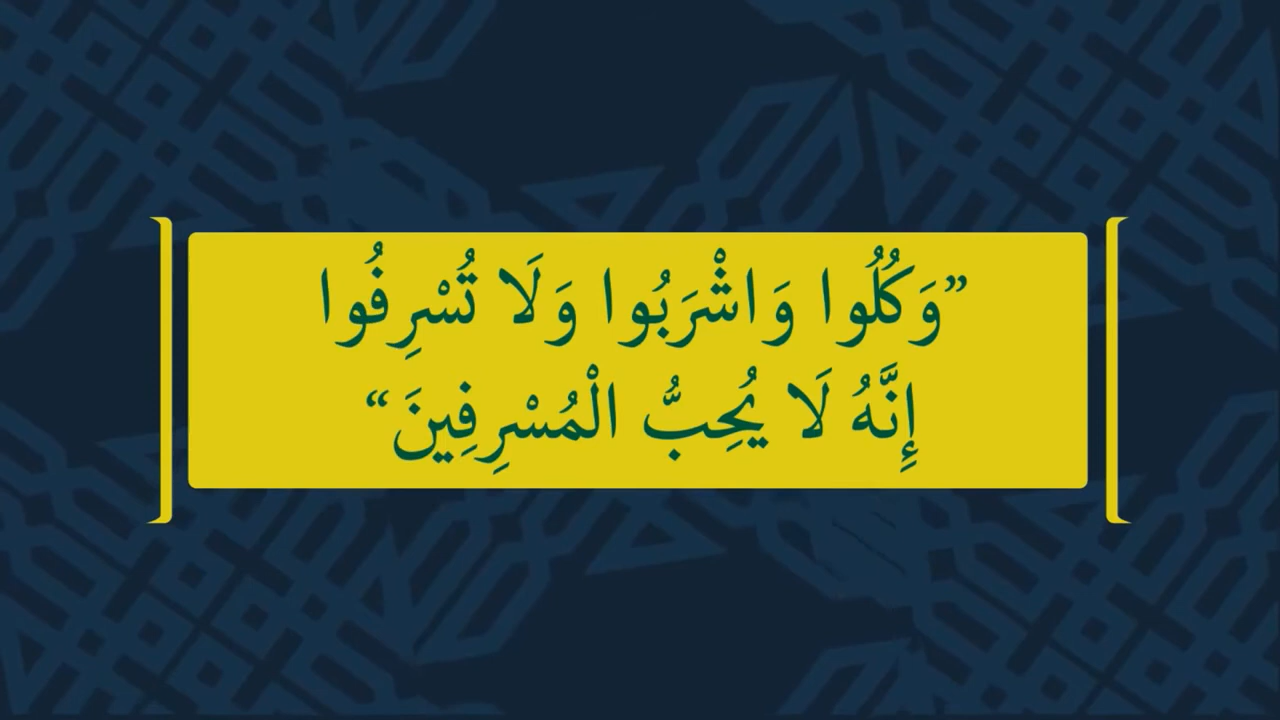 ”وَكُلُوا وَاشْرَبُوا وَلَا تُسْرِفُوا
إِنَّهُ لَا يُحِبُّ الْمُسْرِفِينَ“